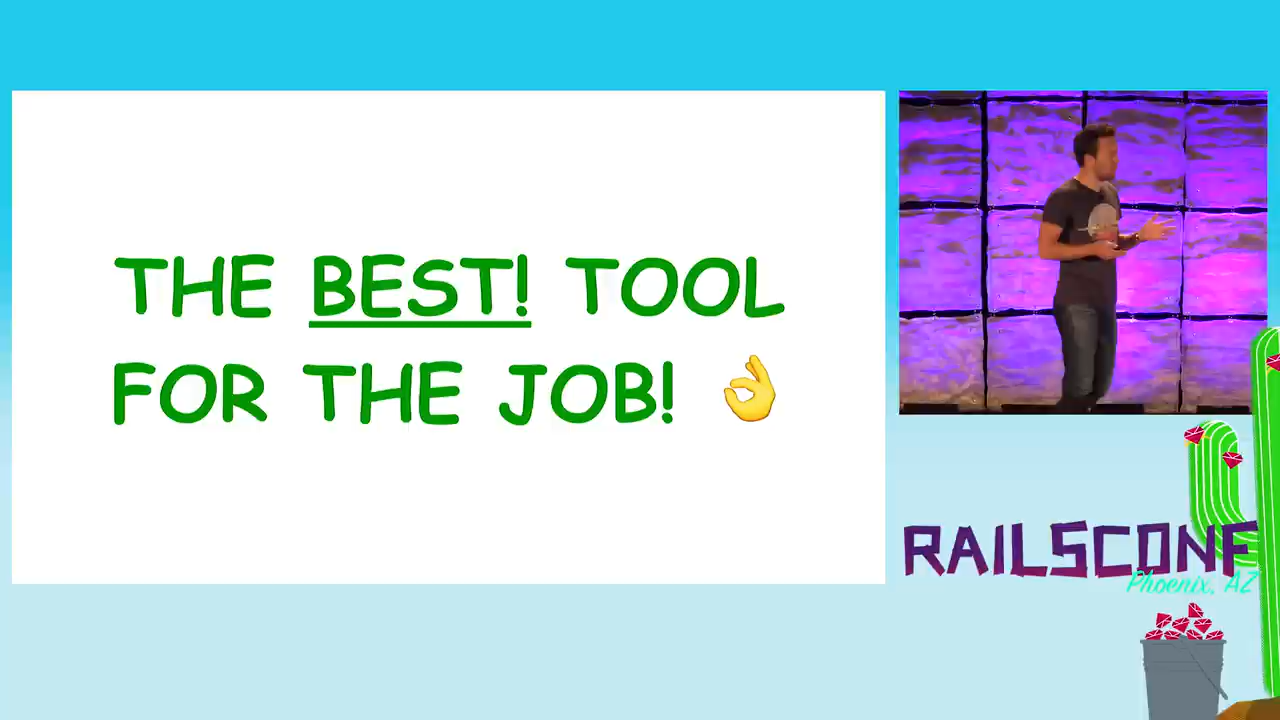 THE BEST! TOOL
FOR THE JOB! 👌
RAILSCONF
Phoenix, AZ